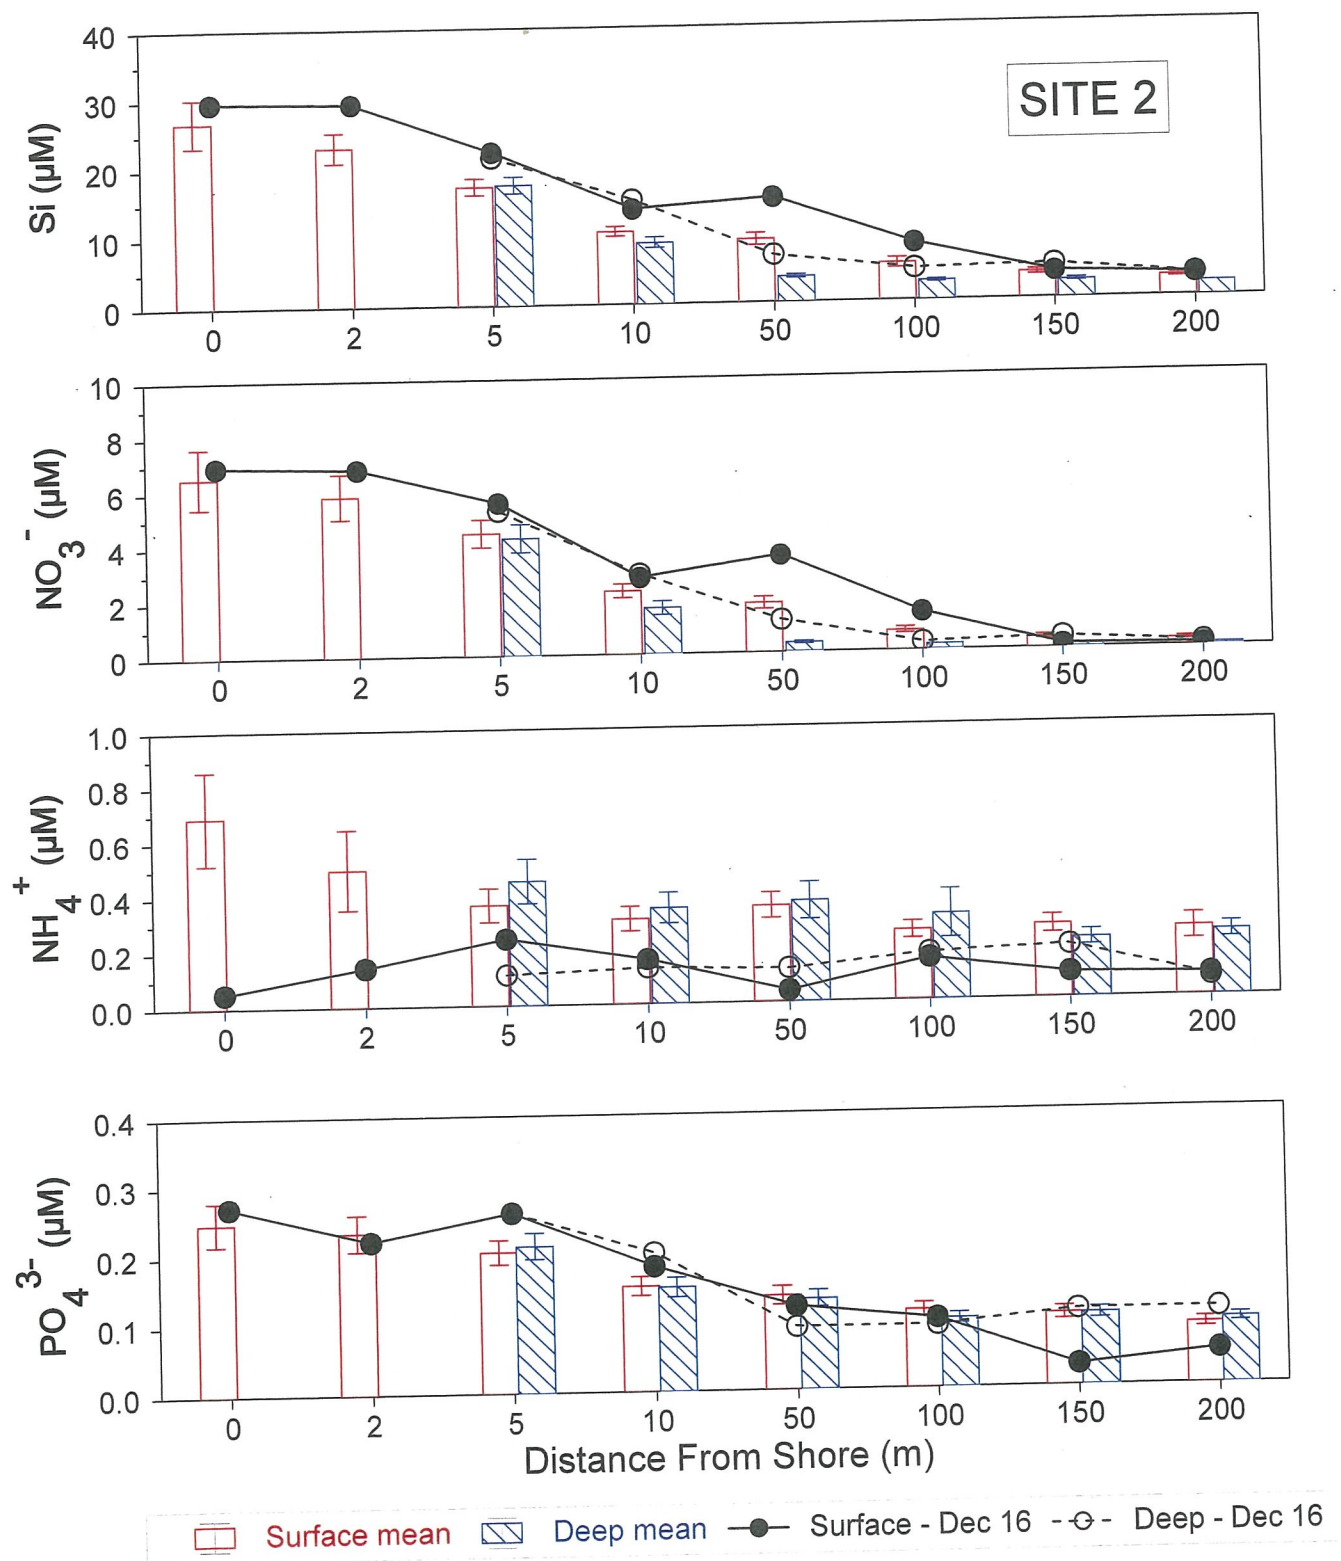 SITE 2
Si (µM)
40
30
20
10
0
0 2 5 10 50 100 150 200
NO3- (µM)
10
8
6
4
2
0
0 2 5 10 50 100 150 200
NH4+ (µM)
1.0
0.8
0.6
0.4
0.2
0.0
0 2 5 10 50 100 150 200
PO43- (µM)
0.4
0.3
0.2
0.1
0.0
0 2 5 10 50 100 150 200
Distance From Shore (m)
Surface mean Deep mean Surface - Dec 16 Deep - Dec 16